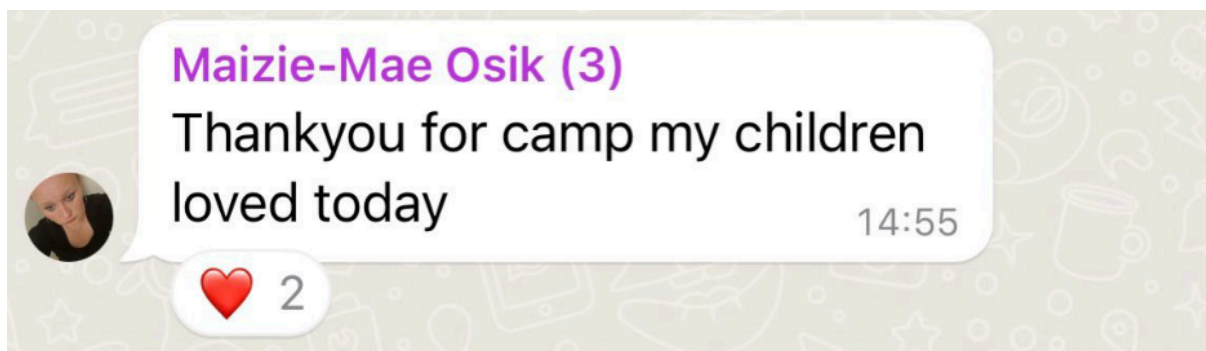 Maizie-Mae Osik (3)
Thankyou for camp my children
loved today
14:55
❤️ 2